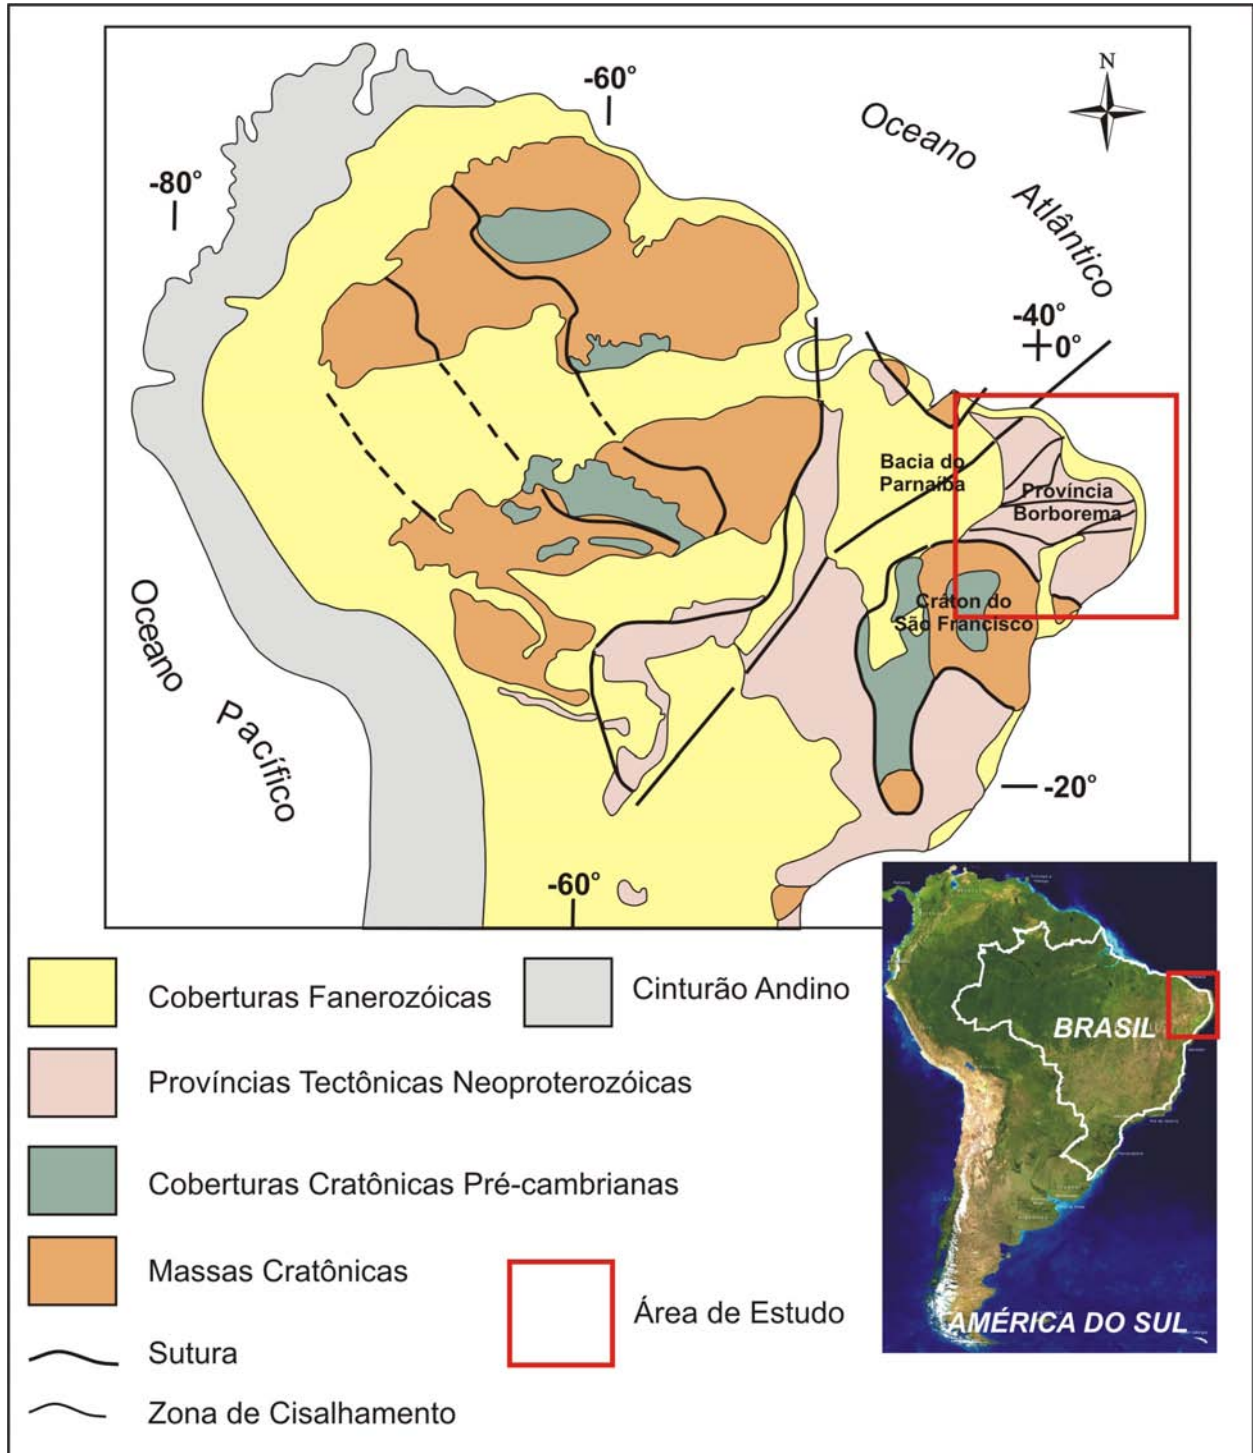 N
-60°
Oceano
Atlântico
-80°
-40°
0°
Bacia do
Parnaíba
Província
Borborema
Cráton do
São Francisco
Oceano
Pacífico
-20°
-60°
Coberturas Fanerozóicas
Cinturão Andino
Províncias Tectônicas Neoproterozóicas
Coberturas Cratônicas Pré-cambrianas
Massas Cratônicas
Área de Estudo
Sutura
Zona de Cisalhamento
BRASIL
AMÉRICA DO SUL